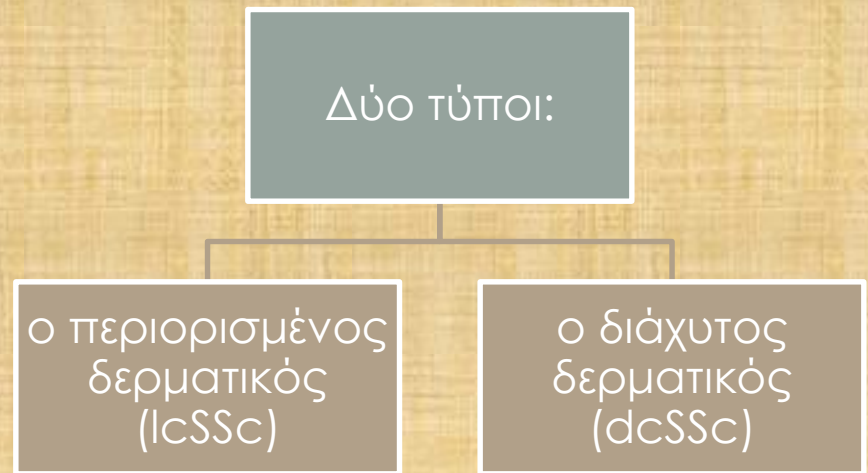 Δύο τύποι:
ο περιορισμένος
δερματικός
(lcSSc)
ο διάχυτος
δερματικός
(dcSSc)